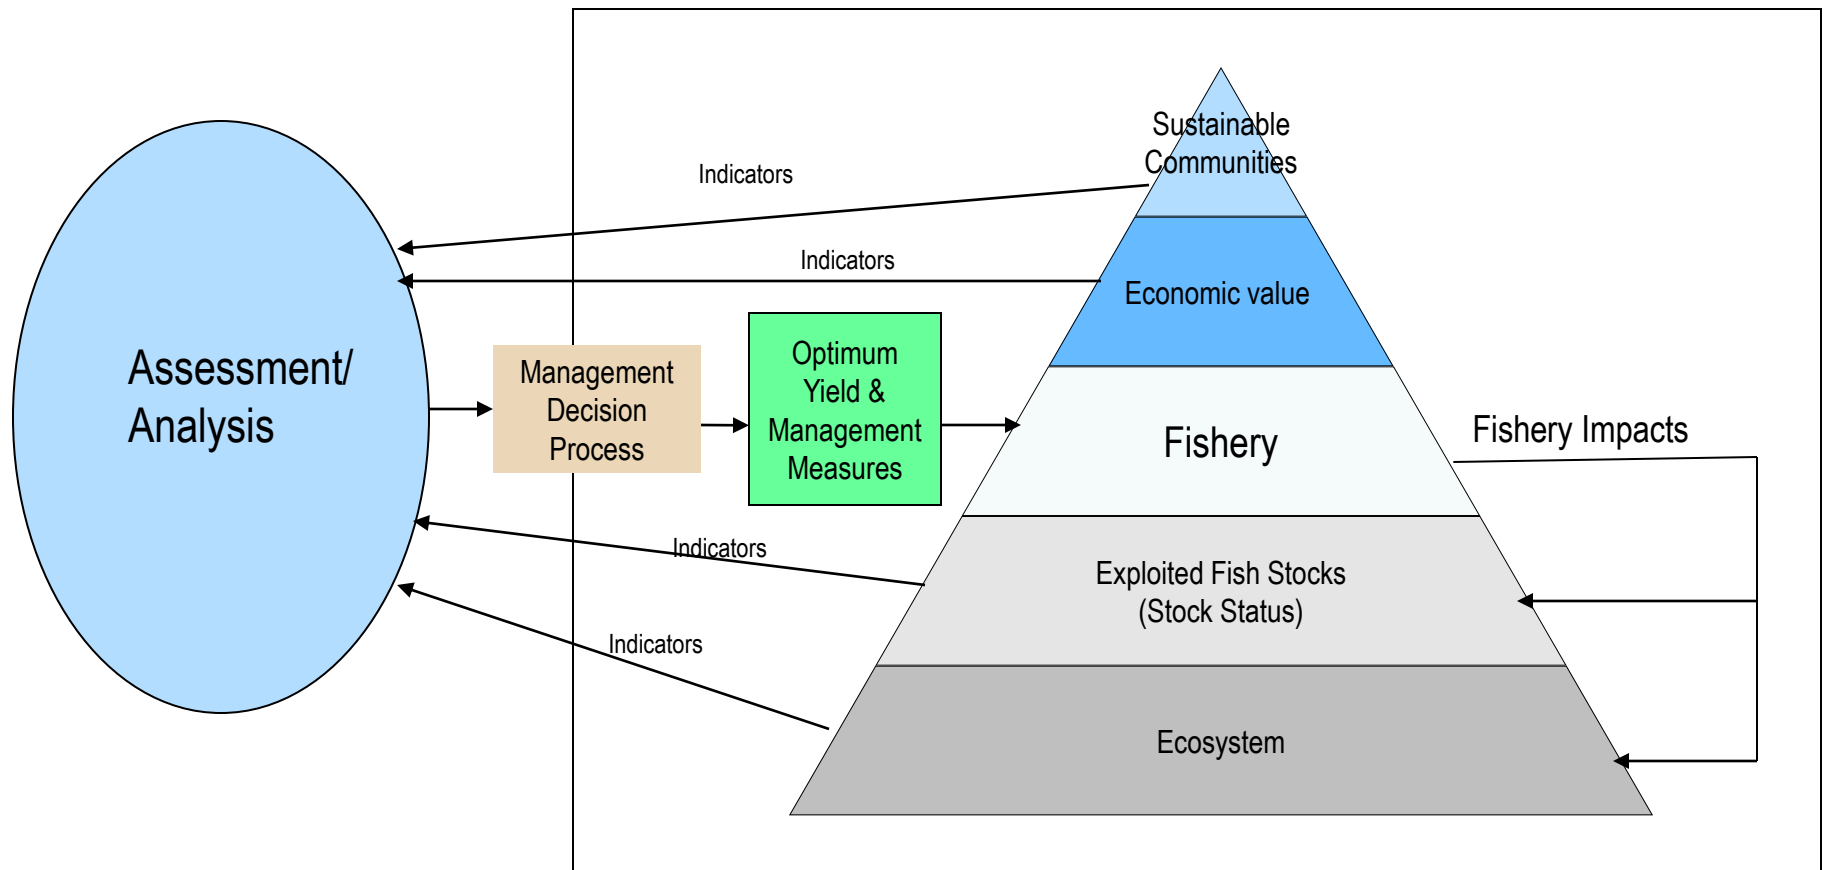 Sustainable
Communities
Indicators
Indicators
Economic value
Assessment/
Analysis
Management
Decision
Process
Optimum
Yield &
Management
Measures
Fishery
Fishery Impacts
Indicators
Exploited Fish Stocks
(Stock Status)
Indicators
Ecosystem